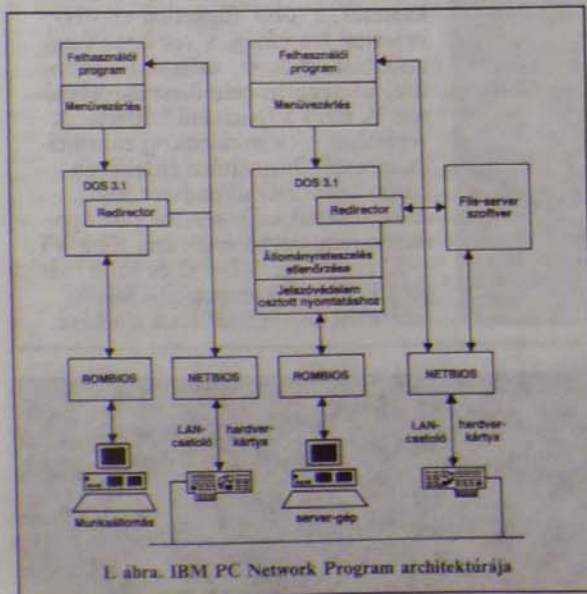 Felhasználói
program
Menüvezérlés
DOS 3.1
Redirector
ROMBIOS
NETBIOS
LAN-
csatoló
hardver-
kártya
Munkaállomás
Felhasználói
program
Menüvezérlés
DOS 3.1
Redirector
Állományreteszelés
ellenőrzása
Jelszóvédelem
osztott nyomtatáshoz
File-server
szoftver
ROMBIOS
NETBIOS
LAN-
csatoló
hardver-
kártya
server-gép
1. ábra. IBM PC Network Program architektúrája